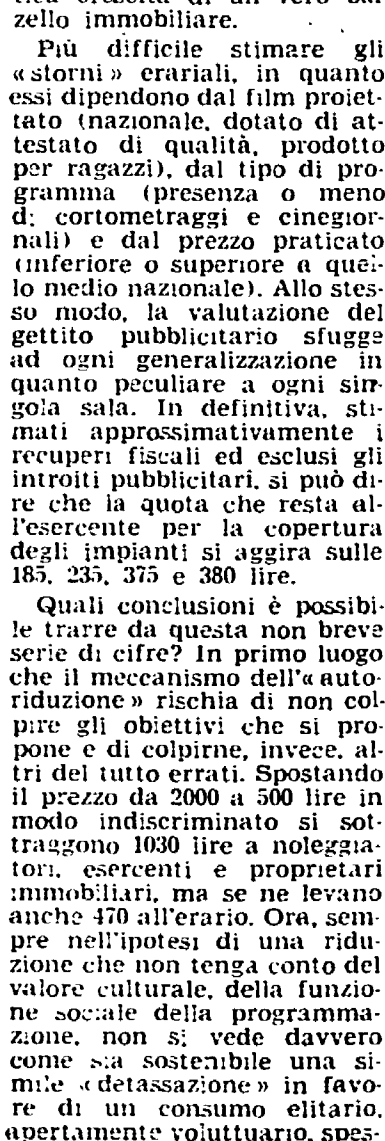 zello immobiliare.
Più difficile stimare gli
«storni» erariali, in quanto
essi dipendono dal film proiet-
tato (nazionale, dotato di at-
testato di qualità, prodotto
per ragazzi), dal tipo di pro-
gramma (presenza o meno
di cortometraggi e cinegior-
nali) e dal prezzo praticato
(inferiore o superiore a quel-
lo medio nazionale). Allo stes-
so modo, la valutazione del
gettito pubblicitario sfugge
ad ogni generalizzazione in
quanto peculiare a ogni sin-
gola sala. In definitiva, sti-
mati approssimativamente i
recuperi fiscali ed esclusi gli
introiti pubblicitari, si può di-
re che la quota che resta al-
l'esercente per la copertura
degli impianti si aggira sulle
185, 235, 375 e 380 lire.
Quali conclusioni è possibi-
le trarre da questa non breve
serie di cifre? In primo luogo
che il meccanismo dell'«auto-
riduzione» rischia di non col-
pire gli obiettivi che si pro-
pone e di colpirne, invece, al-
tri del tutto errati. Spostando
il prezzo da 2000 a 500 lire in
modo indiscriminato si sot-
traggono 1030 lire a noleggia-
tori, esercenti e proprietari
immobiliari, ma se ne levano
anche 470 all'erario. Ora, sem-
pre nell'ipotesi di una ridu-
zione che non tenga conto del
valore culturale, della funzio-
ne sociale della programma-
zione, non si vede davvero
come sia sostenibile una si-
mile «detassazione» in favo-
re di un consumo elitario,
apertamente voluttuario, spes-